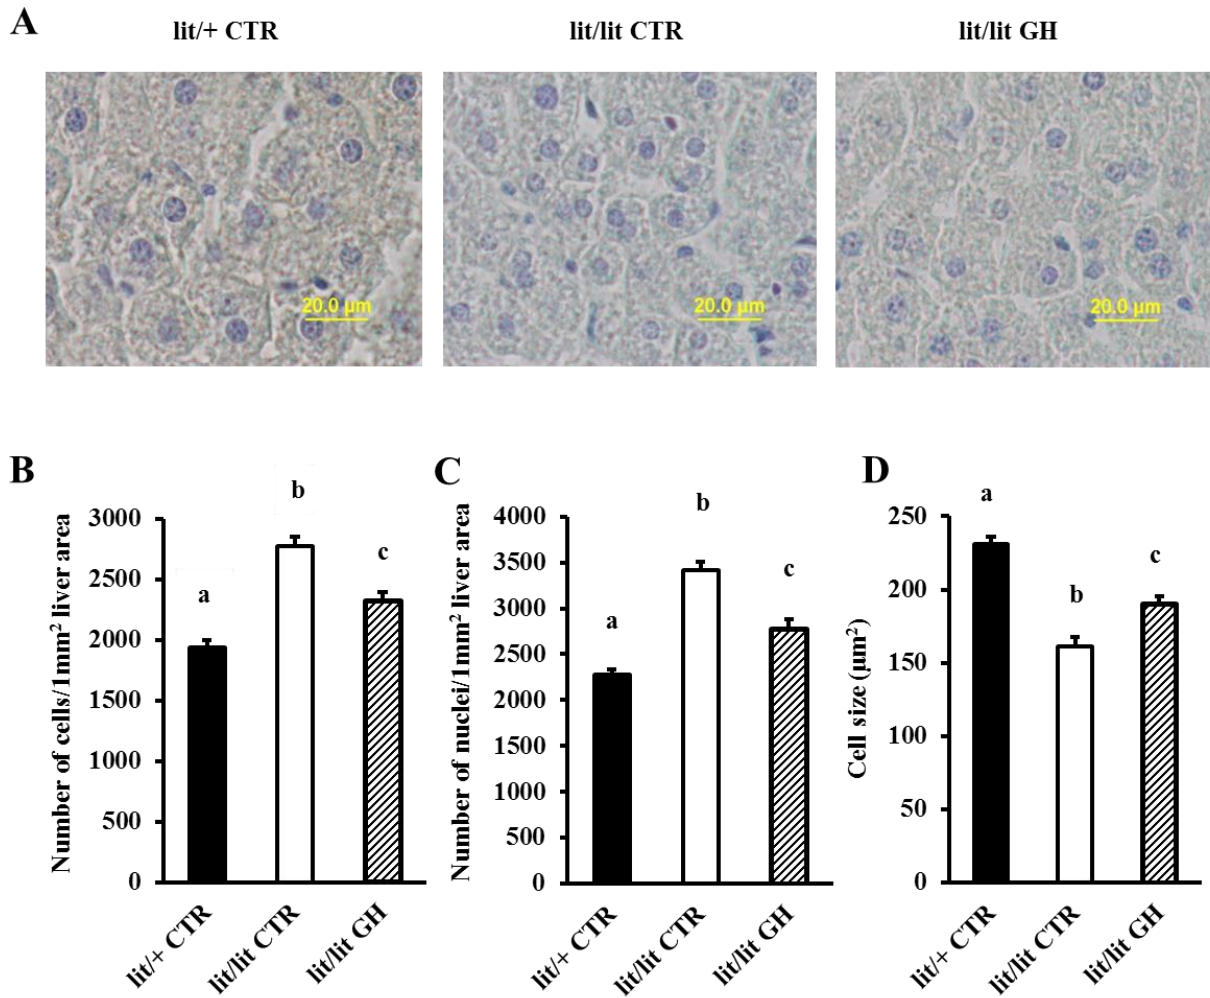 A
lit/+ CTR
lit/lit CTR
lit/lit GH
20.0 µm
20.0 µm
20.0 µm
B
Number of cells/1mm² liver area
3000
2500
2000
1500
1000
500
0
a
b
c
lit/+ CTR
lit/lit CTR
lit/lit GH
C
Number of nuclei/1mm² liver area
4000
3500
3000
2500
2000
1500
1000
500
0
a
b
c
lit/+ CTR
lit/lit CTR
lit/lit GH
D
Cell size (µm²)
250
200
150
100
50
0
a
b
c
lit/+ CTR
lit/lit CTR
lit/lit GH